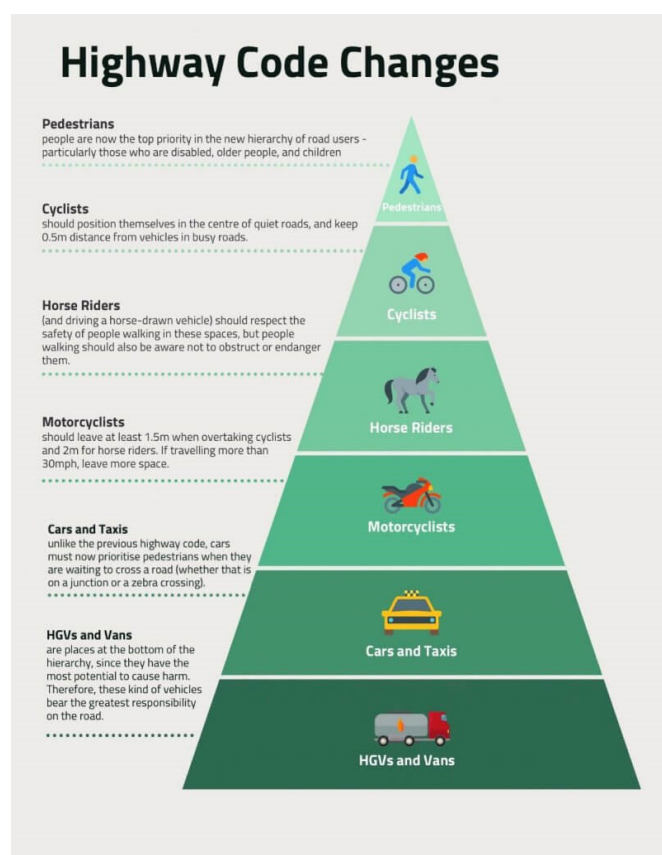 Highway Code Changes
Pedestrians
people are now the top priority in the new hierarchy of road users -
particularly those who are disabled, older people, and children
Pedestrians
Cyclists
should position themselves in the centre of quiet roads, and keep
0.5m distance from vehicles in busy roads.
Cyclists
Horse Riders
(and driving a horse-drawn vehicle) should respect the
safety of people walking in these spaces, but people
walking should also be aware not to obstruct or endanger
them.
Horse Riders
Motorcyclists
should leave at least 1.5m when overtaking cyclists
and 2m for horse riders. If travelling more than
30mph, leave more space.
Motorcyclists
Cars and Taxis
unlike the previous highway code, cars
must now prioritise pedestrians when they
are waiting to cross a road (whether that is
on a junction or a zebra crossing).
Cars and Taxis
HGVs and Vans
are places at the bottom of the
hierarchy, since they have the
most potential to cause harm.
Therefore, these kind of vehicles
bear the greatest responsibility
on the road.
HGVs and Vans